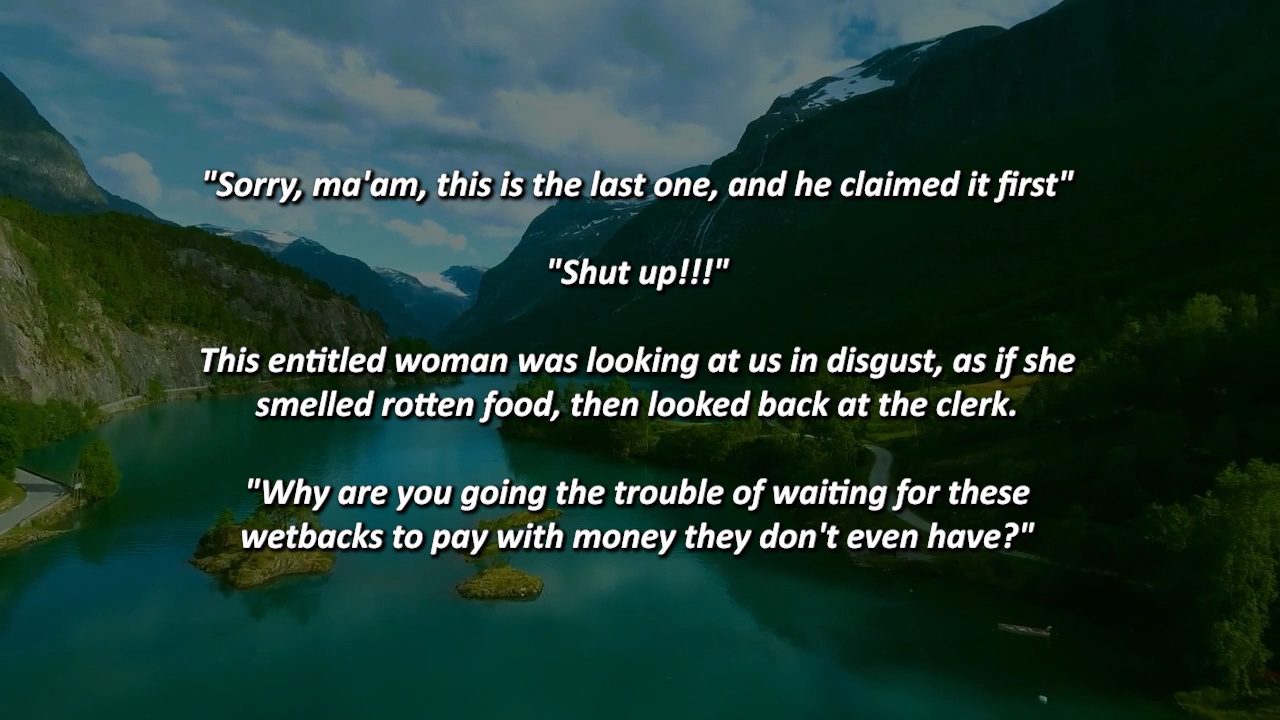 "Sorry, ma'am, this is the last one, and he claimed it first"
"Shut up!!!"
This entitled woman was looking at us in disgust, as if she
smelled rotten food, then looked back at the clerk.
"Why are you going the trouble of waiting for these
wetbacks to pay with money they don't even have?"